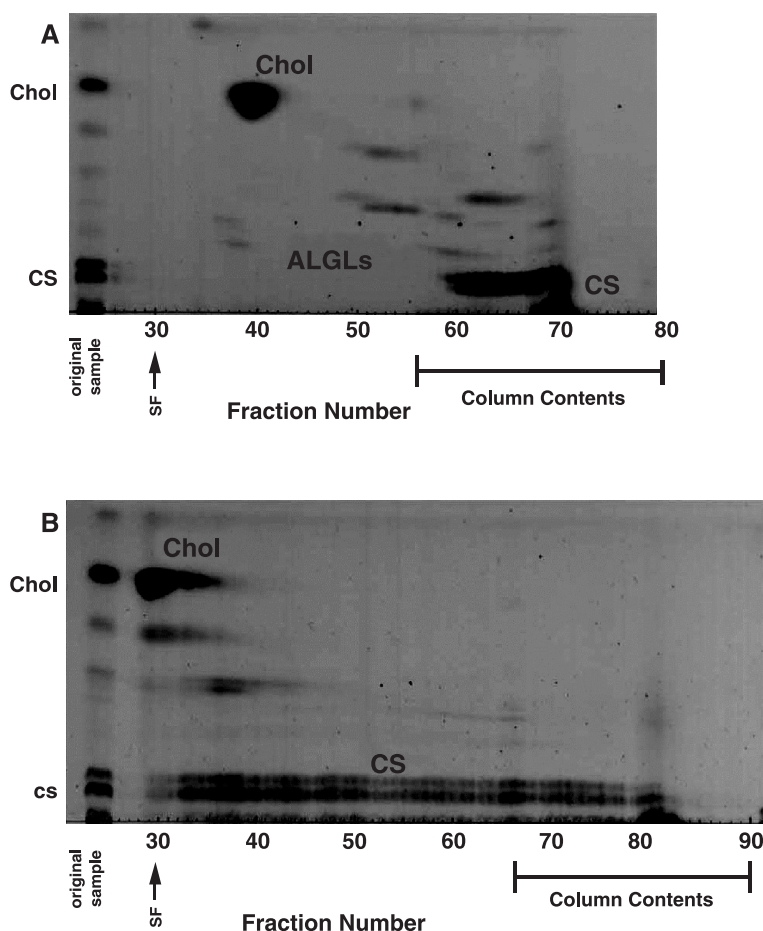 A
Chol
Chol
ALGLs
CS
CS
30 40 50 60 70 80
original
sample
SF
Fraction Number
Column Contents
B
Chol
Chol
CS
cs
30 40 50 60 70 80 90
original
sample
SF
Fraction Number
Column Contents